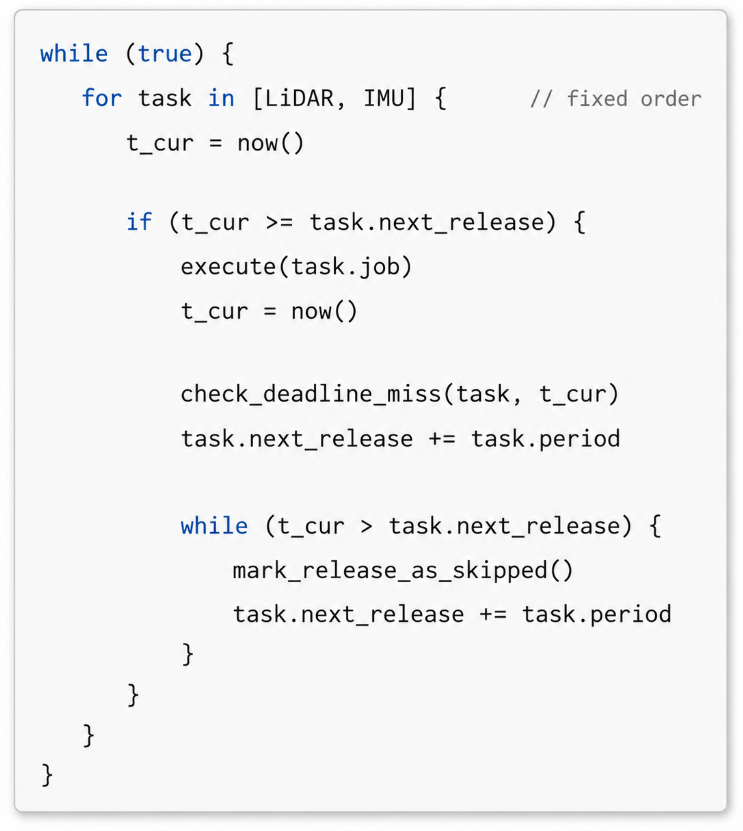 while (true) {
for task in [LiDAR, IMU] { // fixed order
t_cur = now()
if (t_cur >= task.next_release) {
execute(task.job)
t_cur = now()
check_deadline_miss(task, t_cur)
task.next_release += task.period
while (t_cur > task.next_release) {
mark_release_as_skipped()
task.next_release += task.period
}
}
}
}